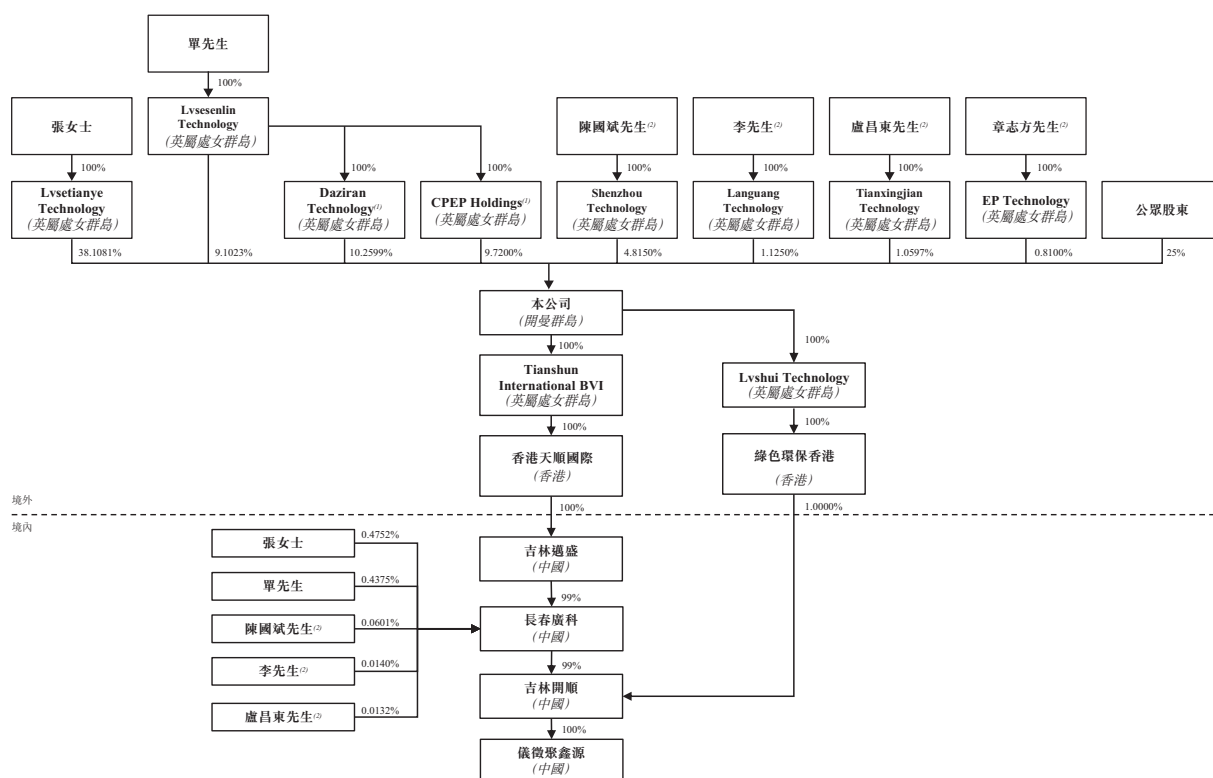 單先生
100%
張女士
Lvsesenlin
Technology
(英屬處女群島)
陳國斌先生(2)
李先生(2)
盧昌東先生(2)
章志方先生(2)
100%
100%
100%
100%
100%
100%
100%
Lvsetianye
Technology
(英屬處女群島)
Daziran
Technology(1)
(英屬處女群島)
CPEP Holdings(1)
(英屬處女群島)
Shenzhou
Technology
(英屬處女群島)
Languang
Technology
(英屬處女群島)
Tianxingjian
Technology
(英屬處女群島)
EP Technology
(英屬處女群島)
公眾股東
38.1081%
9.1023%
10.2599%
9.7200%
4.8150%
1.1250%
1.0597%
0.8100%
25%
本公司
(開曼群島)
100%
100%
Tianshun
International BVI
(英屬處女群島)
Lvshui Technology
(英屬處女群島)
100%
100%
香港天順國際
(香港)
綠色環保香港
(香港)
境外
100%
1.0000%
境內
張女士
0.4752%
吉林邁盛
(中國)
單先生
0.4375%
99%
陳國斌先生(2)
0.0601%
長春廣科
(中國)
李先生(2)
0.0140%
99%
吉林開順
(中國)
盧昌東先生(2)
0.0132%
100%
儀徵聚鑫源
(中國)